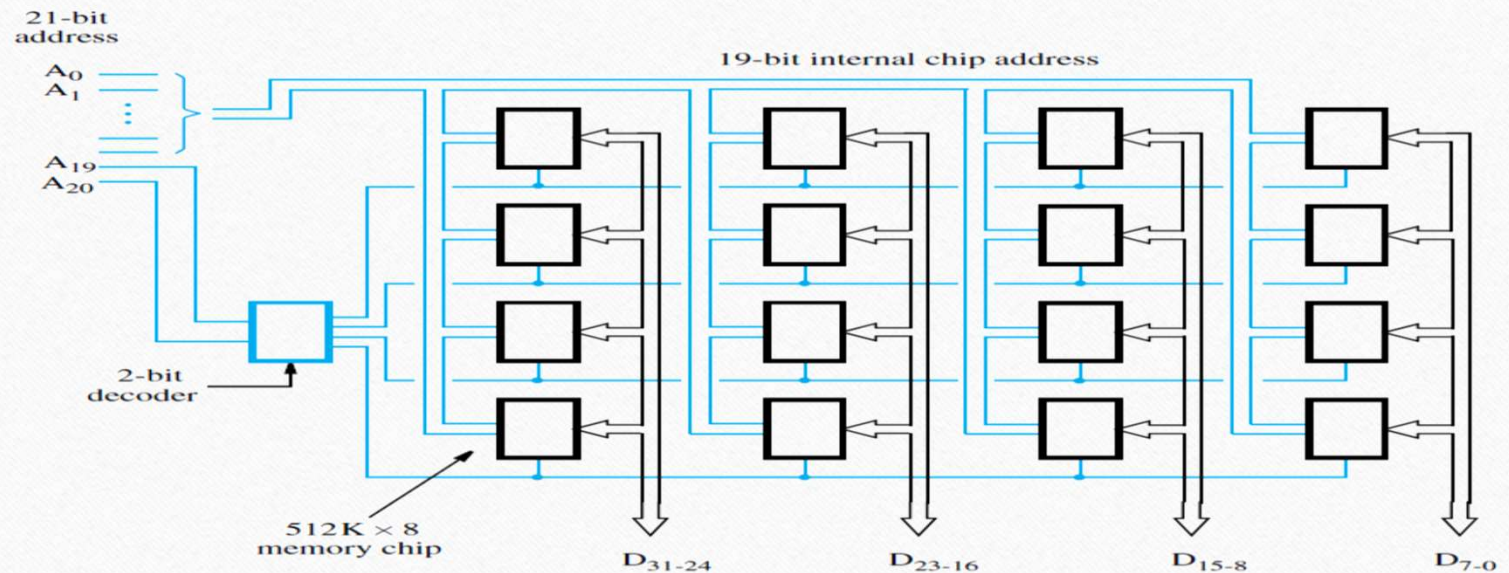 21-bit
address
A₀
A₁
19-bit internal chip address
A₁₉
A₂₀
2-bit
decoder
512K × 8
memory chip
D₃₁₋₂₄
D₂₃₋₁₆
D₁₅₋₈
D₇₋₀